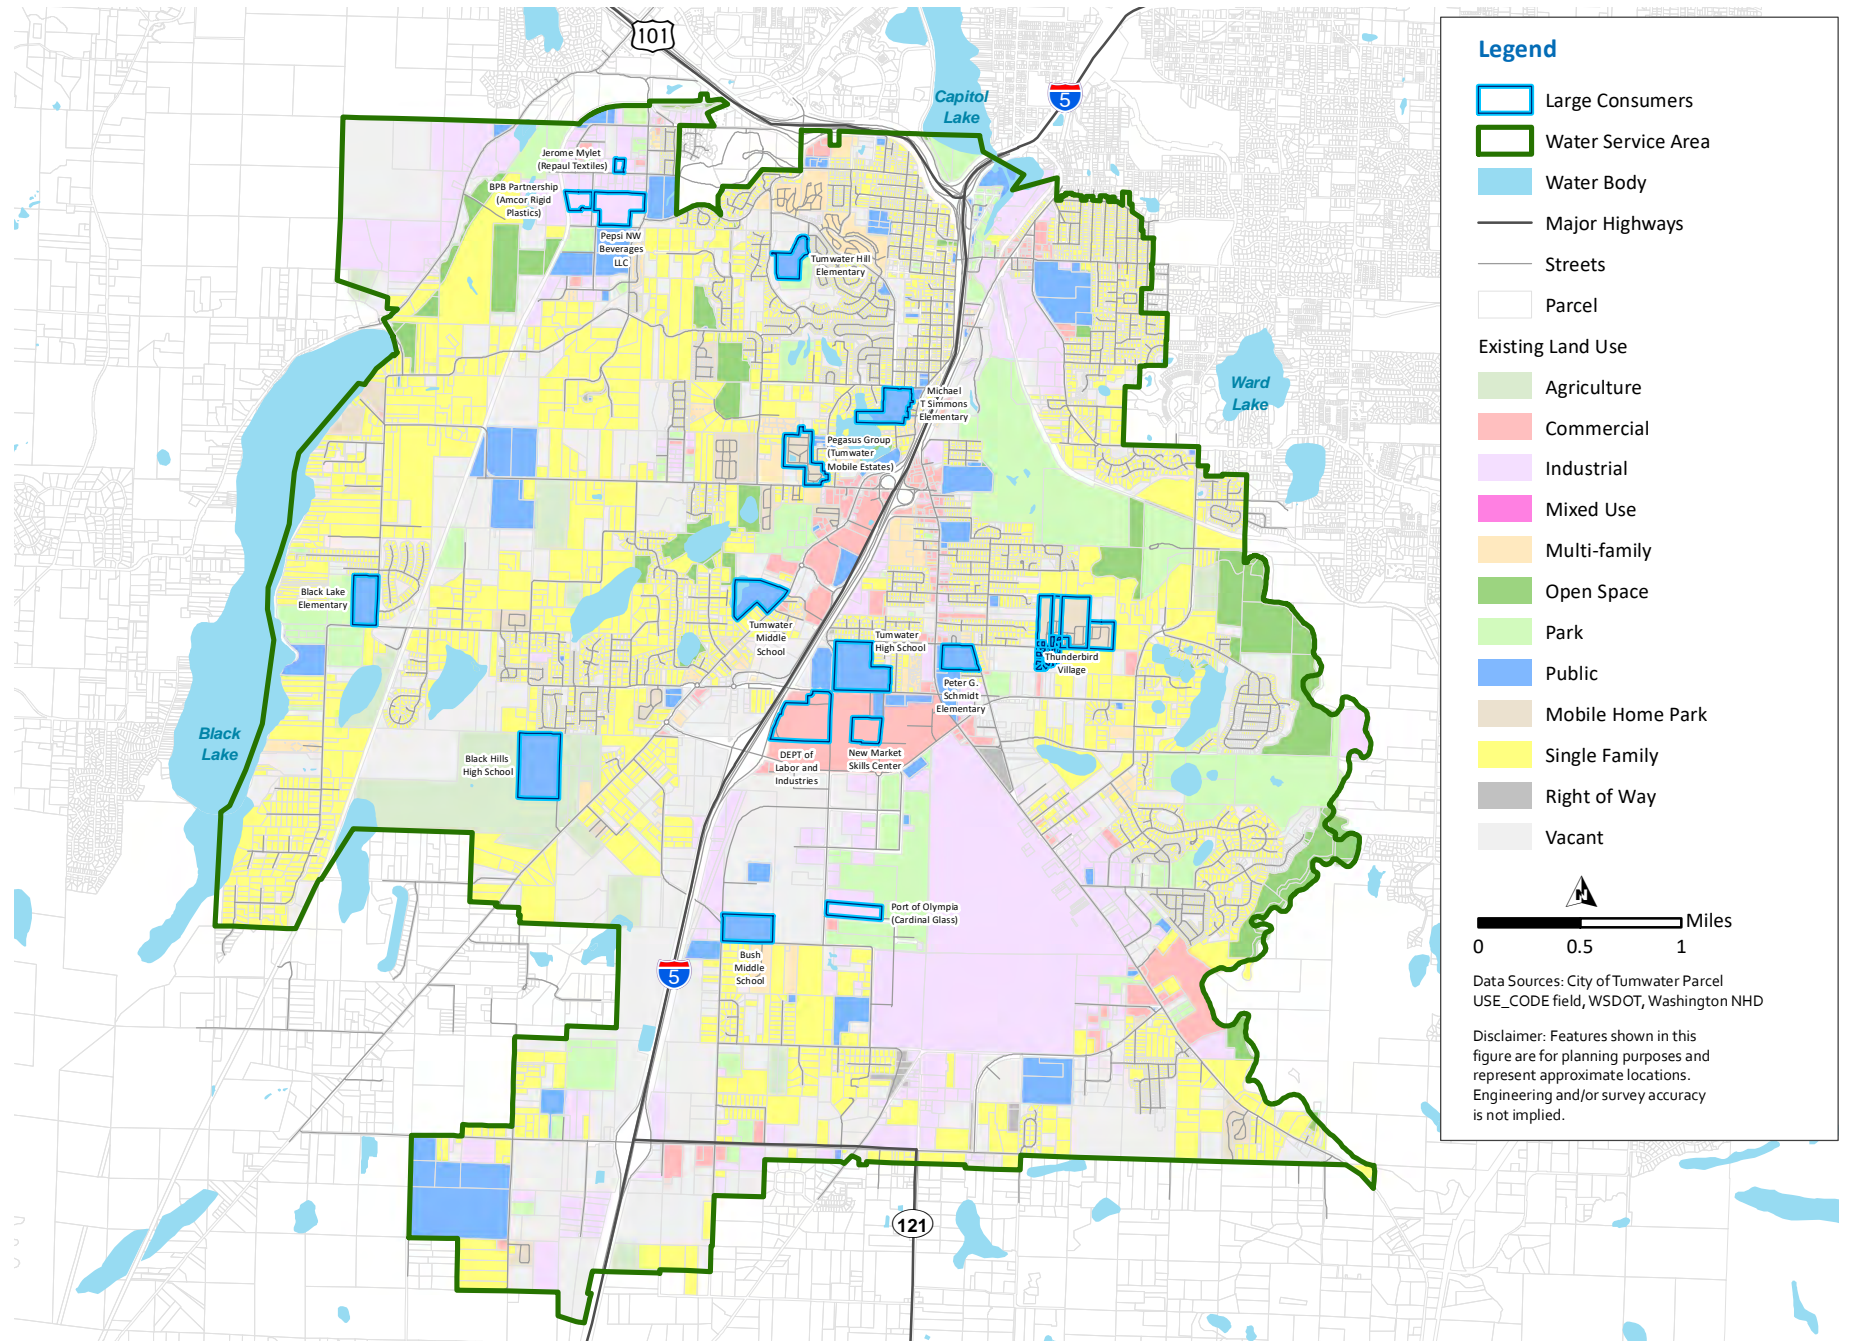 101
5
Capitol
Lake
Jerome Mylet
(Repaul Textiles)
BPB Partnership
(Amcor Rigid
Plastics)
Pepsi NW
Beverages
LLC
Tumwater Hill
Elementary
Ward
Lake
Michael
T Simmons
Elementary
Pegasus Group
(Tumwater
Mobile Estates)
Black Lake
Elementary
Tumwater
Middle
School
Tumwater
High School
Thunderbird
Village
Peter G.
Schmidt
Elementary
Black
Lake
Black Hills
High School
DEPT of
Labor and
Industries
New Market
Skills Center
Port of Olympia
(Cardinal Glass)
Bush
Middle
School
5
121
Legend
Large Consumers
Water Service Area
Water Body
Major Highways
Streets
Parcel
Existing Land Use
Agriculture
Commercial
Industrial
Mixed Use
Multi-family
Open Space
Park
Public
Mobile Home Park
Single Family
Right of Way
Vacant
N
Miles
0 0.5 1
Data Sources: City of Tumwater Parcel
USE_CODE field, WSDOT, Washington NHD
Disclaimer: Features shown in this
figure are for planning purposes and
represent approximate locations.
Engineering and/or survey accuracy
is not implied.